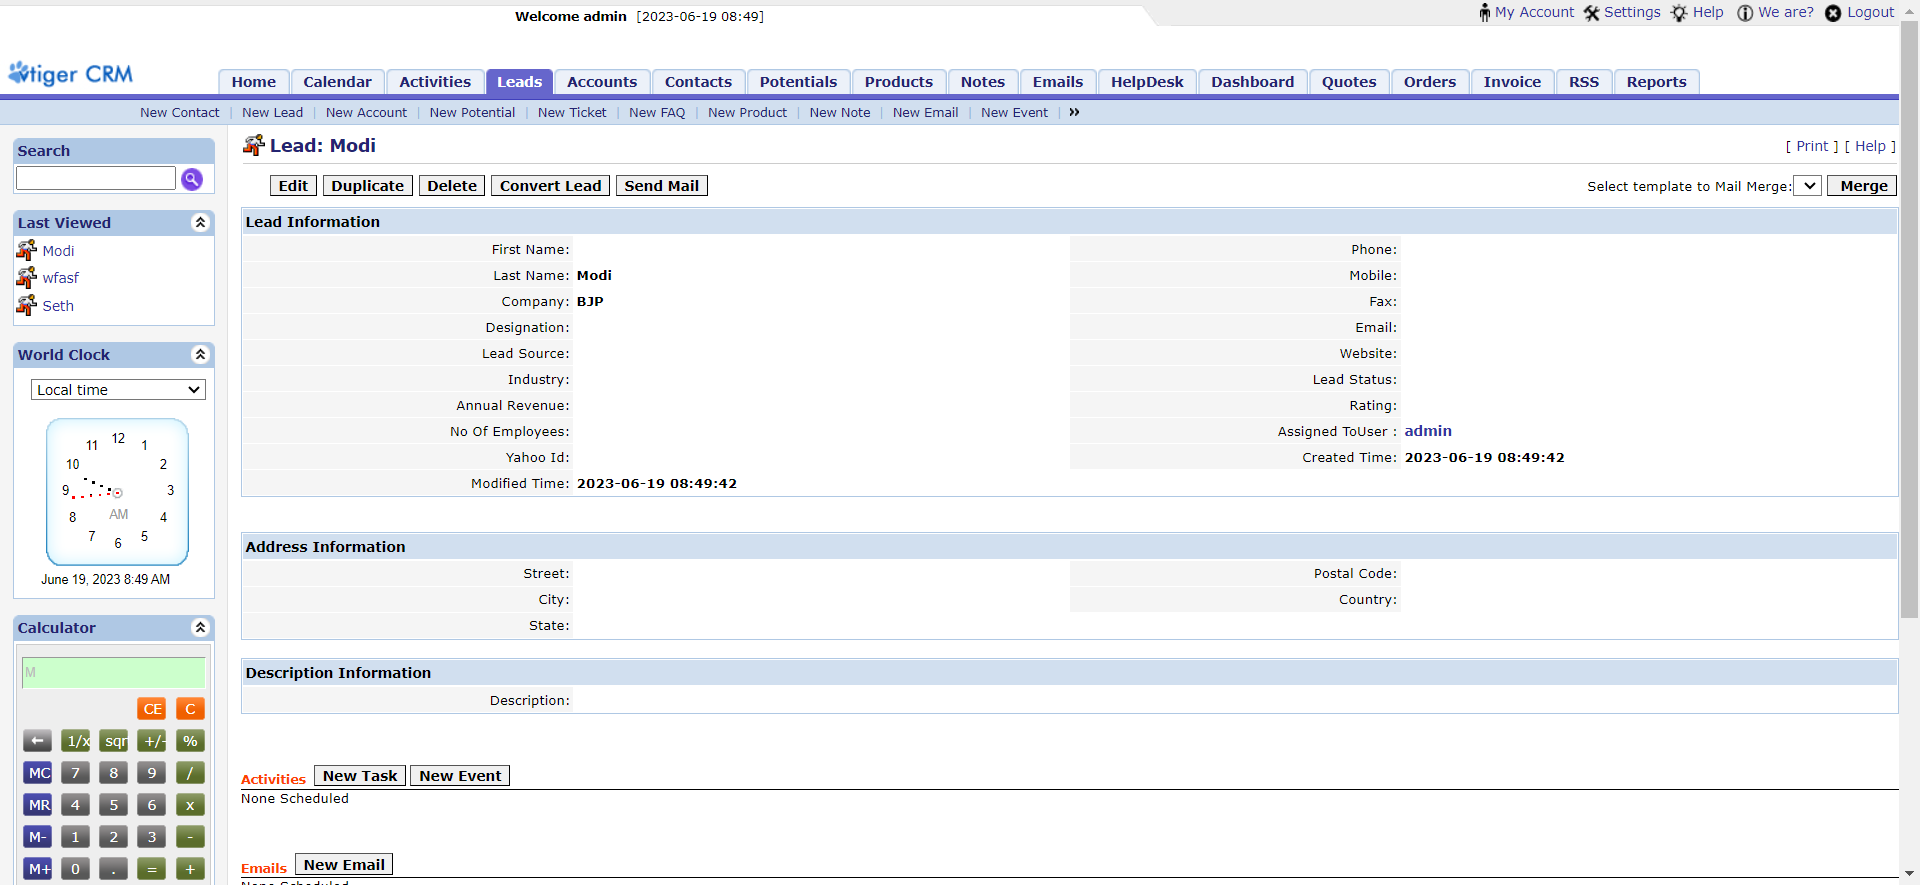 Welcome admin [2023-06-19 08:49]
My Account Settings Help We are? Logout
vtiger CRM
Home Calendar Activities Leads Accounts Contacts Potentials Products Notes Emails HelpDesk Dashboard Quotes Orders Invoice RSS Reports
New Contact | New Lead | New Account | New Potential | New Ticket | New FAQ | New Product | New Note | New Email | New Event | »
Search
Last Viewed
Modi
wfasf
Seth
World Clock
Local time
12
11 1
10 2
9 3
AM
8 4
7 5
6
June 19, 2023 8:49 AM
Calculator
M
CE C
← 1/x sqr +/- %
MC 7 8 9 /
MR 4 5 6 x
M- 1 2 3 -
M+ 0 . = +
Lead: Modi
[ Print ] [ Help ]
Edit Duplicate Delete Convert Lead Send Mail
Select template to Mail Merge: Merge
Lead Information
First Name: Phone:
Last Name: Modi Mobile:
Company: BJP Fax:
Designation: Email:
Lead Source: Website:
Industry: Lead Status:
Annual Revenue: Rating:
No Of Employees: Assigned ToUser : admin
Yahoo Id: Created Time: 2023-06-19 08:49:42
Modified Time: 2023-06-19 08:49:42
Address Information
Street: Postal Code:
City: Country:
State:
Description Information
Description:
Activities New Task New Event
None Scheduled
Emails New Email
None Scheduled